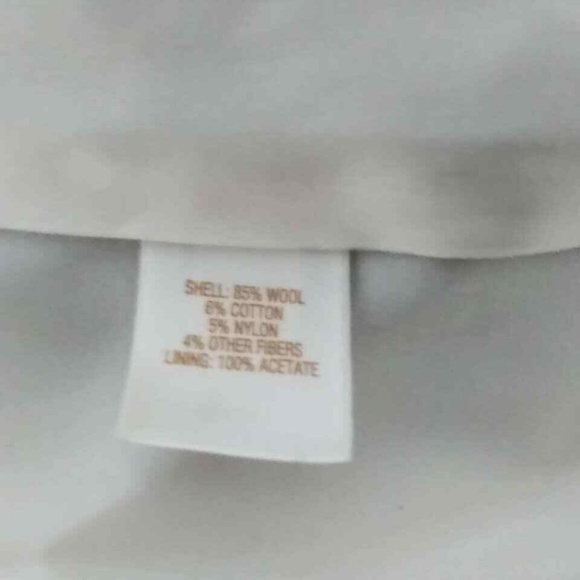 SHELL: 85% WOOL
6% COTTON
5% NYLON
4% OTHER FIBERS
LINING: 100% ACETATE